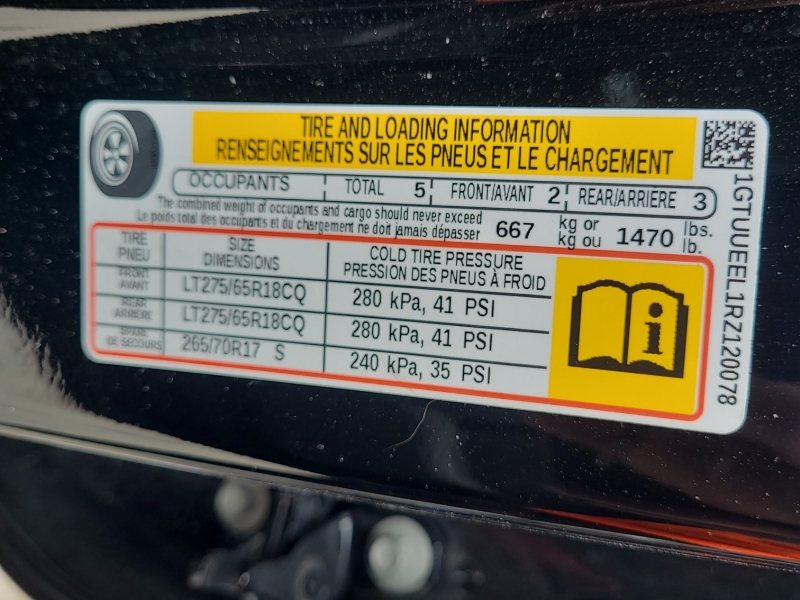 TIRE AND LOADING INFORMATION
RENSEIGNEMENTS SUR LES PNEUS ET LE CHARGEMENT
OCCUPANTS TOTAL 5 FRONT/AVANT 2 REAR/ARRIÈRE 3
The combined weight of occupants and cargo should never exceed 667 kg or 1470 lbs.
Le poids total des occupants et du chargement ne doit jamais dépasser kg ou lb.
TIRE SIZE COLD TIRE PRESSURE
PNEU DIMENSIONS PRESSION DES PNEUS À FROID
FRONT
AVANT LT275/65R18CQ 280 kPa, 41 PSI
REAR
ARRIÈRE LT275/65R18CQ 280 kPa, 41 PSI
SPARE
DE SECOURS 265/70R17 S 240 kPa, 35 PSI
i
1GTUUEEL1RZ120078